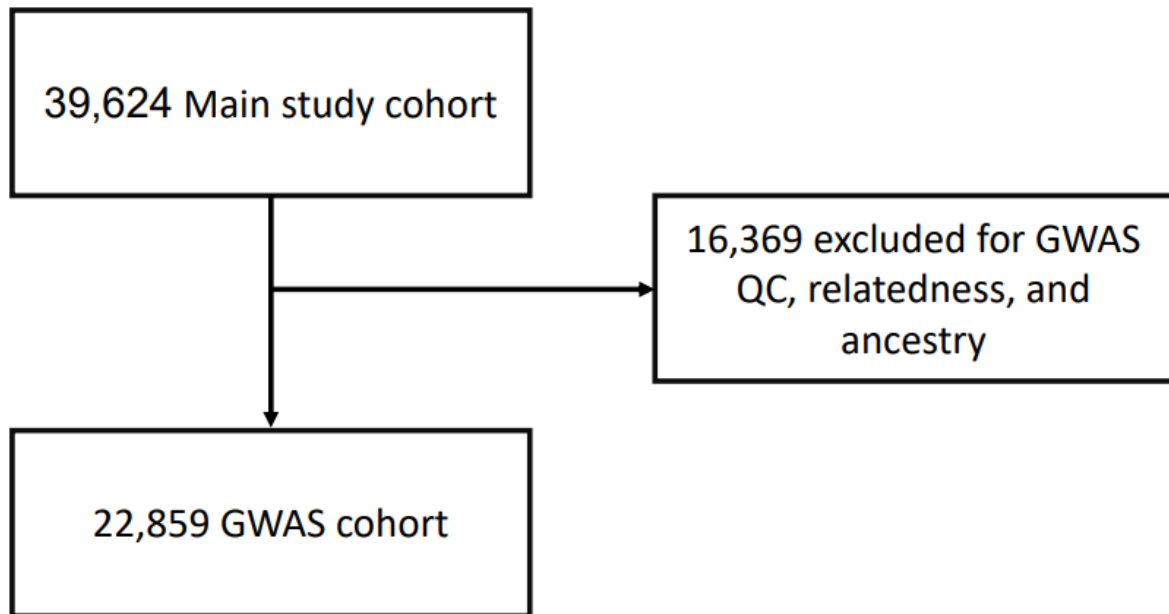 39,624 Main study cohort
16,369 excluded for GWAS
QC, relatedness, and
ancestry
22,859 GWAS cohort